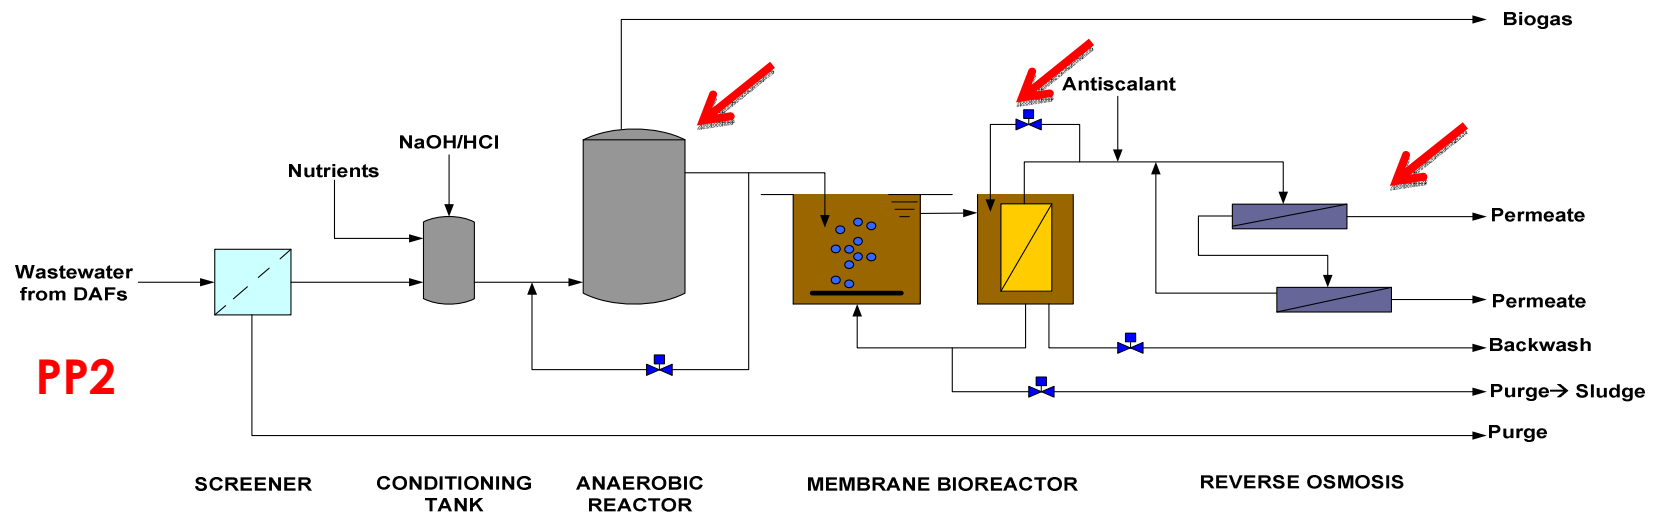 Biogas
Antiscalant
NaOH/HCl
Nutrients
Permeate
Wastewater
from DAFs
Permeate
Backwash
PP2
Purge→ Sludge
Purge
SCREENER
CONDITIONING
TANK
ANAEROBIC
REACTOR
MEMBRANE BIOREACTOR
REVERSE OSMOSIS